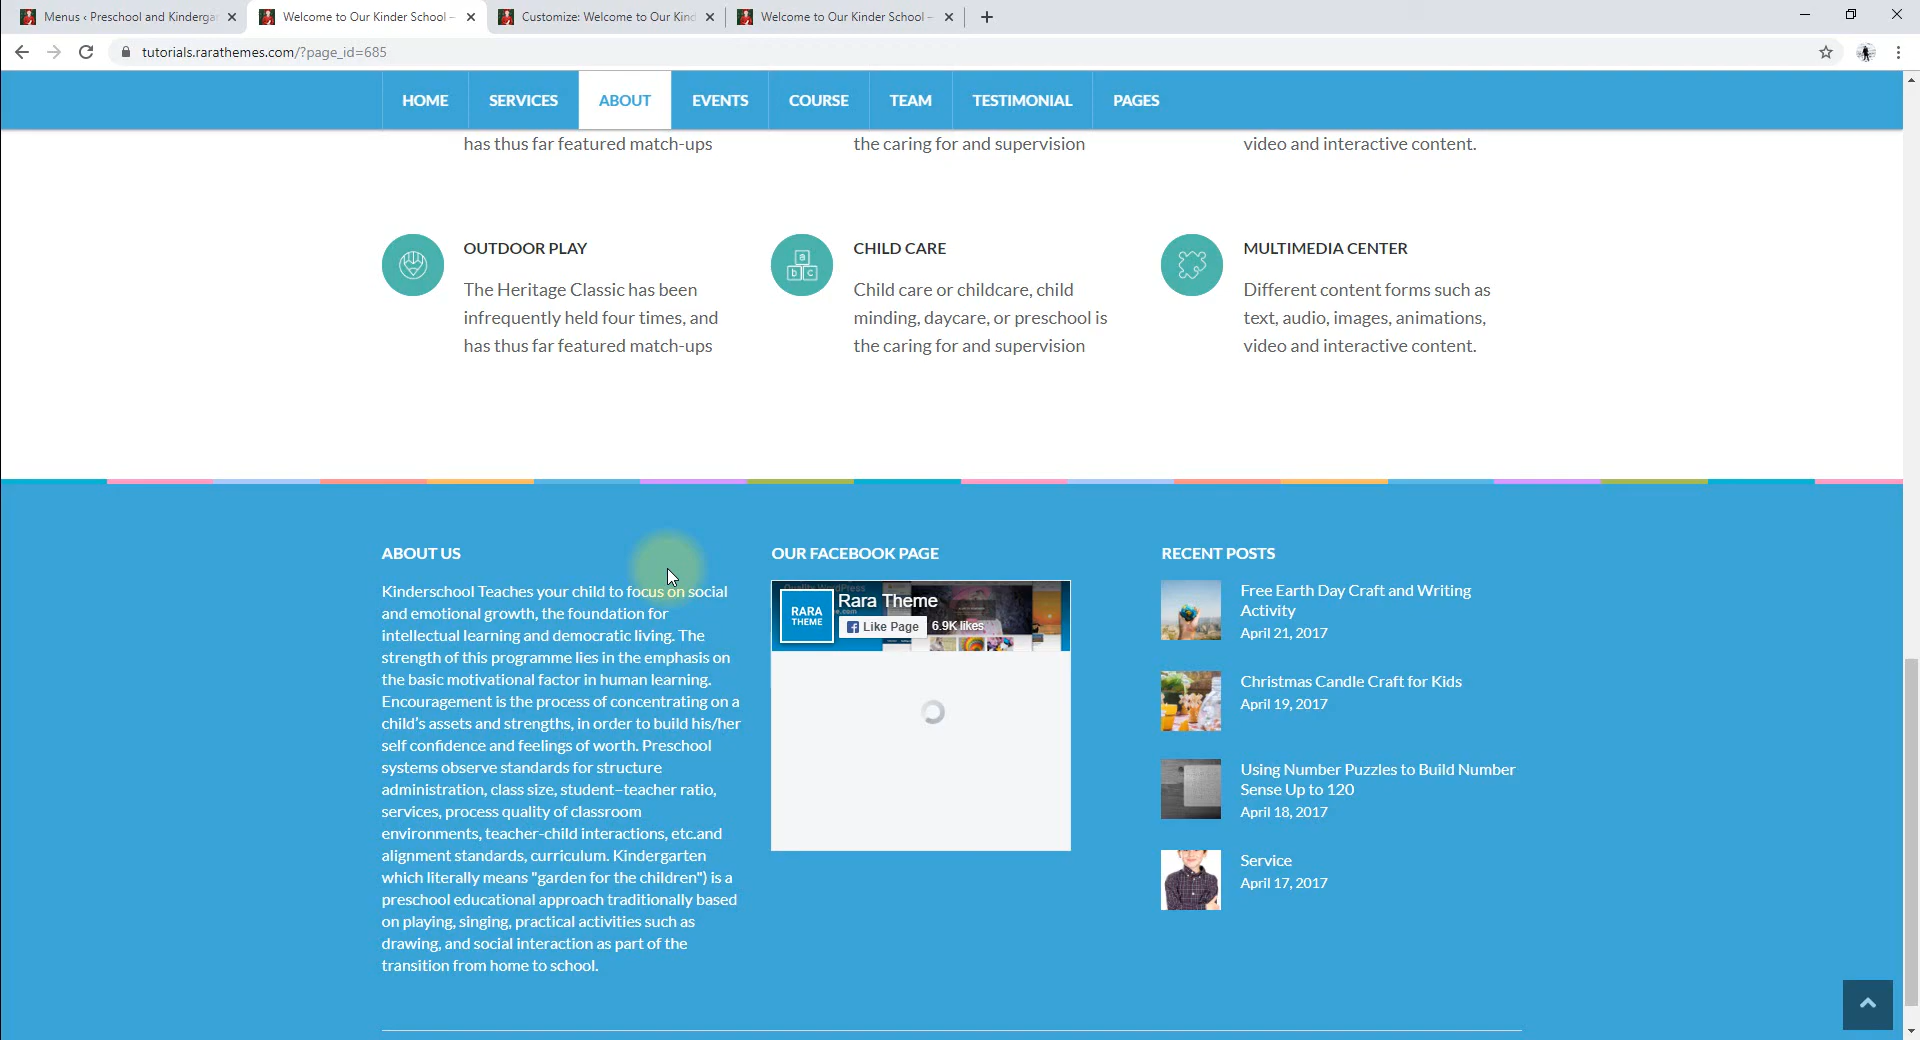 Menus ‹ Preschool and Kinderga
Welcome to Our Kinder School –
Customize: Welcome to Our Kind
Welcome to Our Kinder School –
tutorials.rarathemes.com/?page_id=685
HOME SERVICES ABOUT EVENTS COURSE TEAM TESTIMONIAL PAGES
has thus far featured match-ups
the caring for and supervision
video and interactive content.
OUTDOOR PLAY
The Heritage Classic has been
infrequently held four times, and
has thus far featured match-ups
CHILD CARE
a
b c
Child care or childcare, child
minding, daycare, or preschool is
the caring for and supervision
MULTIMEDIA CENTER
Different content forms such as
text, audio, images, animations,
video and interactive content.
ABOUT US
Kinderschool Teaches your child to focus on social
and emotional growth, the foundation for
intellectual learning and democratic living. The
strength of this programme lies in the emphasis on
the basic motivational factor in human learning.
Encouragement is the process of concentrating on a
child's assets and strengths, in order to build his/her
self confidence and feelings of worth. Preschool
systems observe standards for structure
administration, class size, student–teacher ratio,
services, process quality of classroom
environments, teacher-child interactions, etc.and
alignment standards, curriculum. Kindergarten
which literally means "garden for the children") is a
preschool educational approach traditionally based
on playing, singing, practical activities such as
drawing, and social interaction as part of the
transition from home to school.
OUR FACEBOOK PAGE
RARA
THEME
Rara Theme
Like Page
6.9K likes
RECENT POSTS
Free Earth Day Craft and Writing
Activity
April 21, 2017
Christmas Candle Craft for Kids
April 19, 2017
Using Number Puzzles to Build Number
Sense Up to 120
April 18, 2017
Service
April 17, 2017